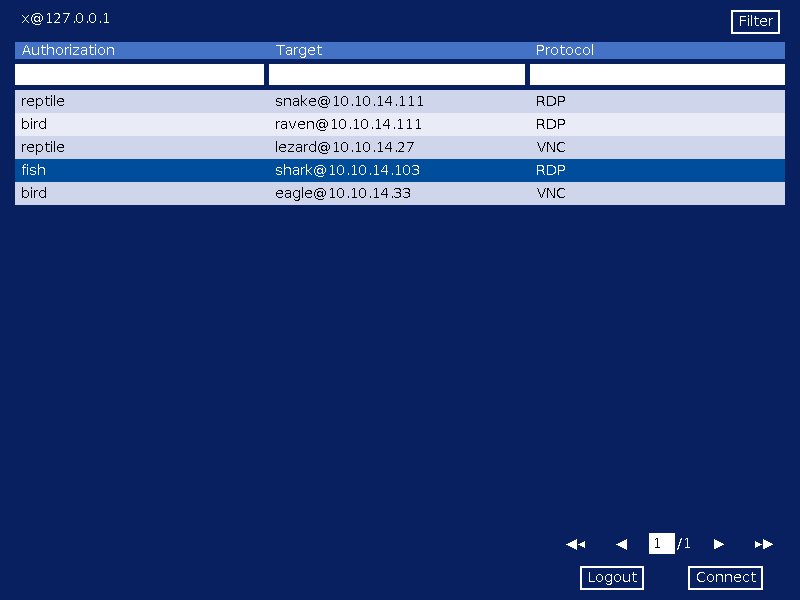 x@127.0.0.1 Filter
Authorization Target Protocol
reptile snake@10.10.14.111 RDP
bird raven@10.10.14.111 RDP
reptile lezard@10.10.14.27 VNC
fish shark@10.10.14.103 RDP
bird eagle@10.10.14.33 VNC
1 /1
Logout Connect